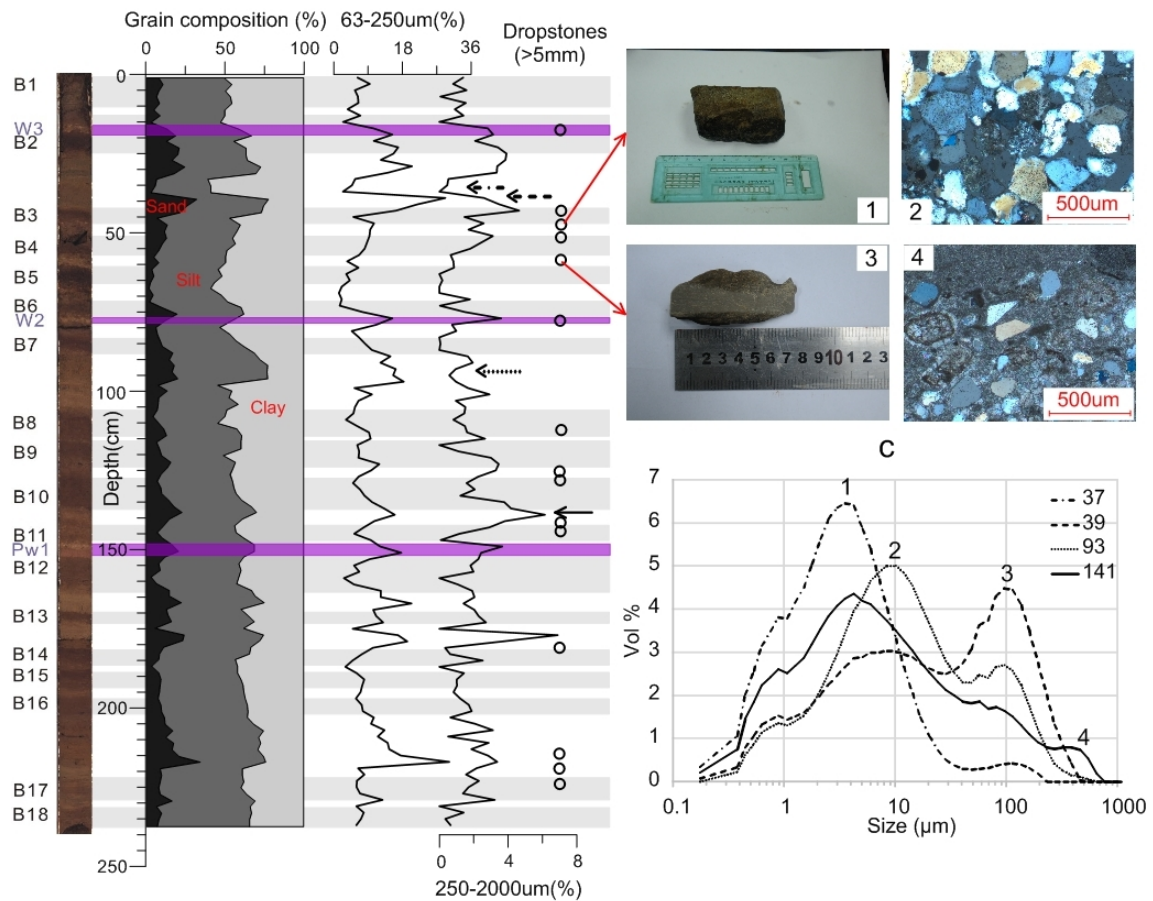 Grain composition (%)
63-250um(%)
0 50 100
0 18 36
Dropstones
(>5mm)
B1
W3
B2
B3
B4
B5
B6
W2
B7
B8
B9
B10
B11
Pw1
B12
B13
B14
B15
B16
B17
B18
0
50
100
150
200
250
Depth(cm)
Sand
Silt
Clay
0 4 8
250-2000um(%)
1
2
500um
3
1 2 3 4 5 6 7 8 9 10 1 2 3
4
500um
C
7
6
5
4
3
2
1
0
Vol %
1
2
3
4
37
39
93
141
0.1 1 10 100 1000
Size (µm)